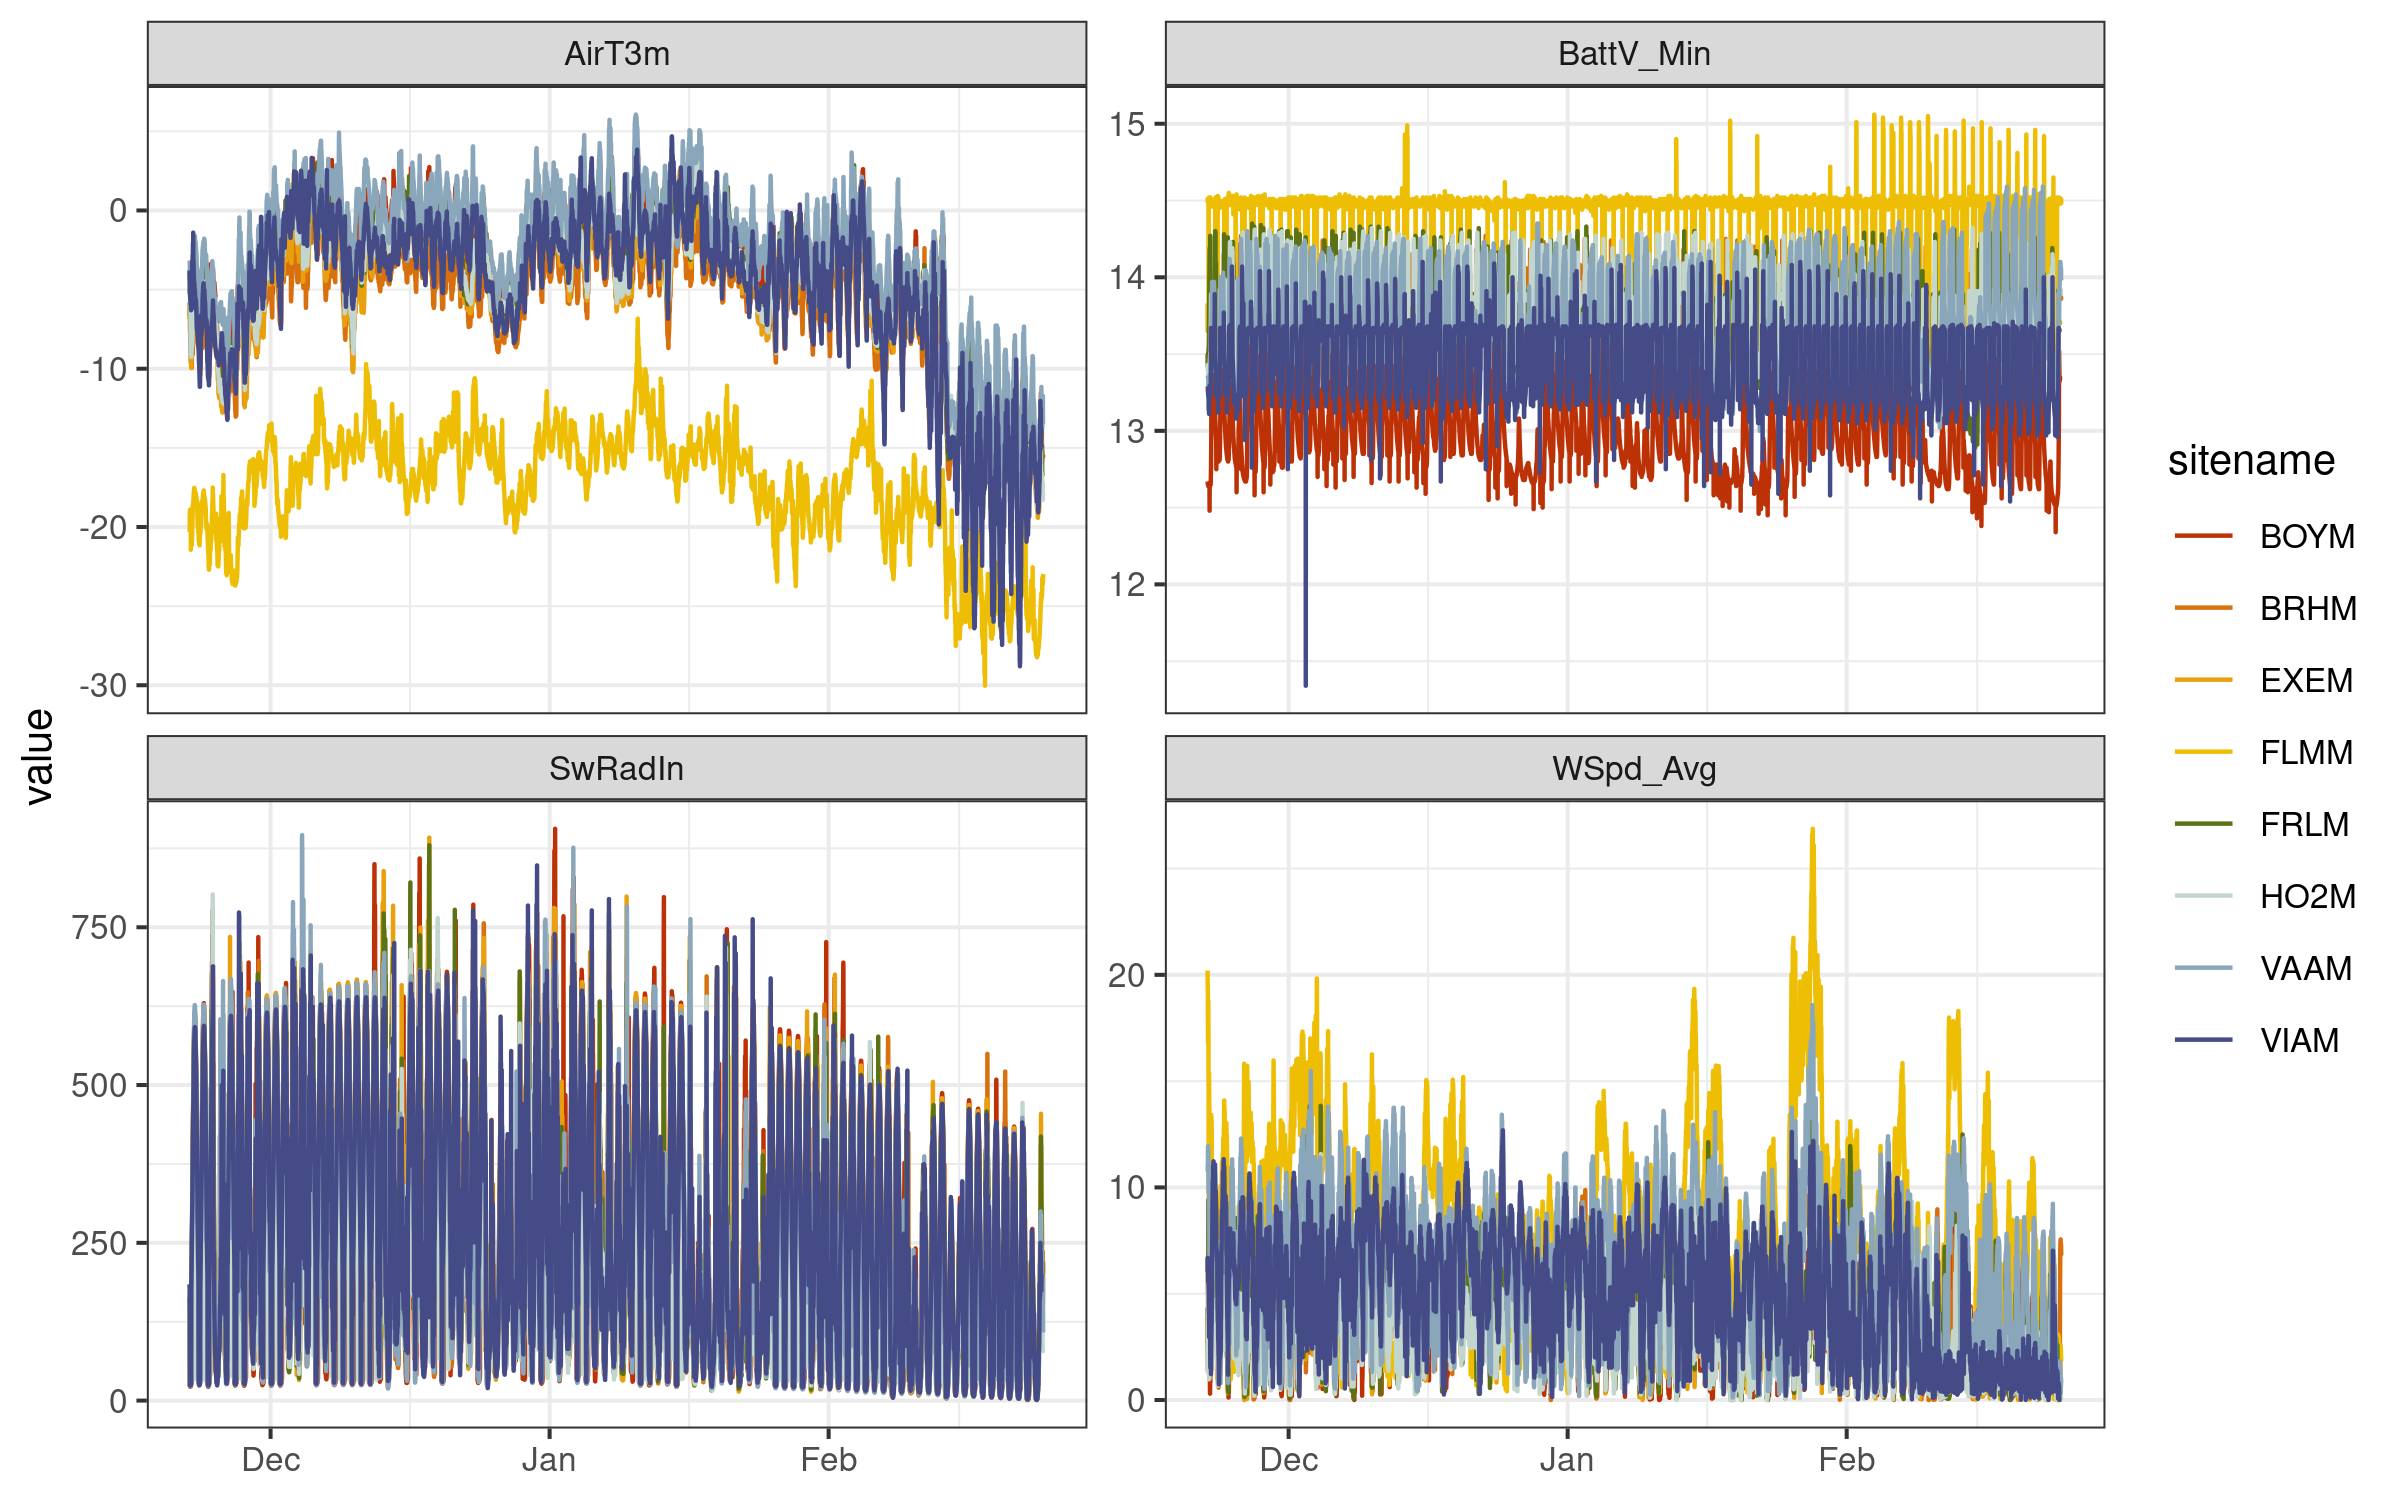 AirT3m
BattV_Min
0
-10
-20
-30
15
14
13
12
value
SwRadIn
WSpd_Avg
750
500
250
0
20
10
0
Dec Jan Feb
Dec Jan Feb
sitename
BOYM
BRHM
EXEM
FLMM
FRLM
HO2M
VAAM
VIAM